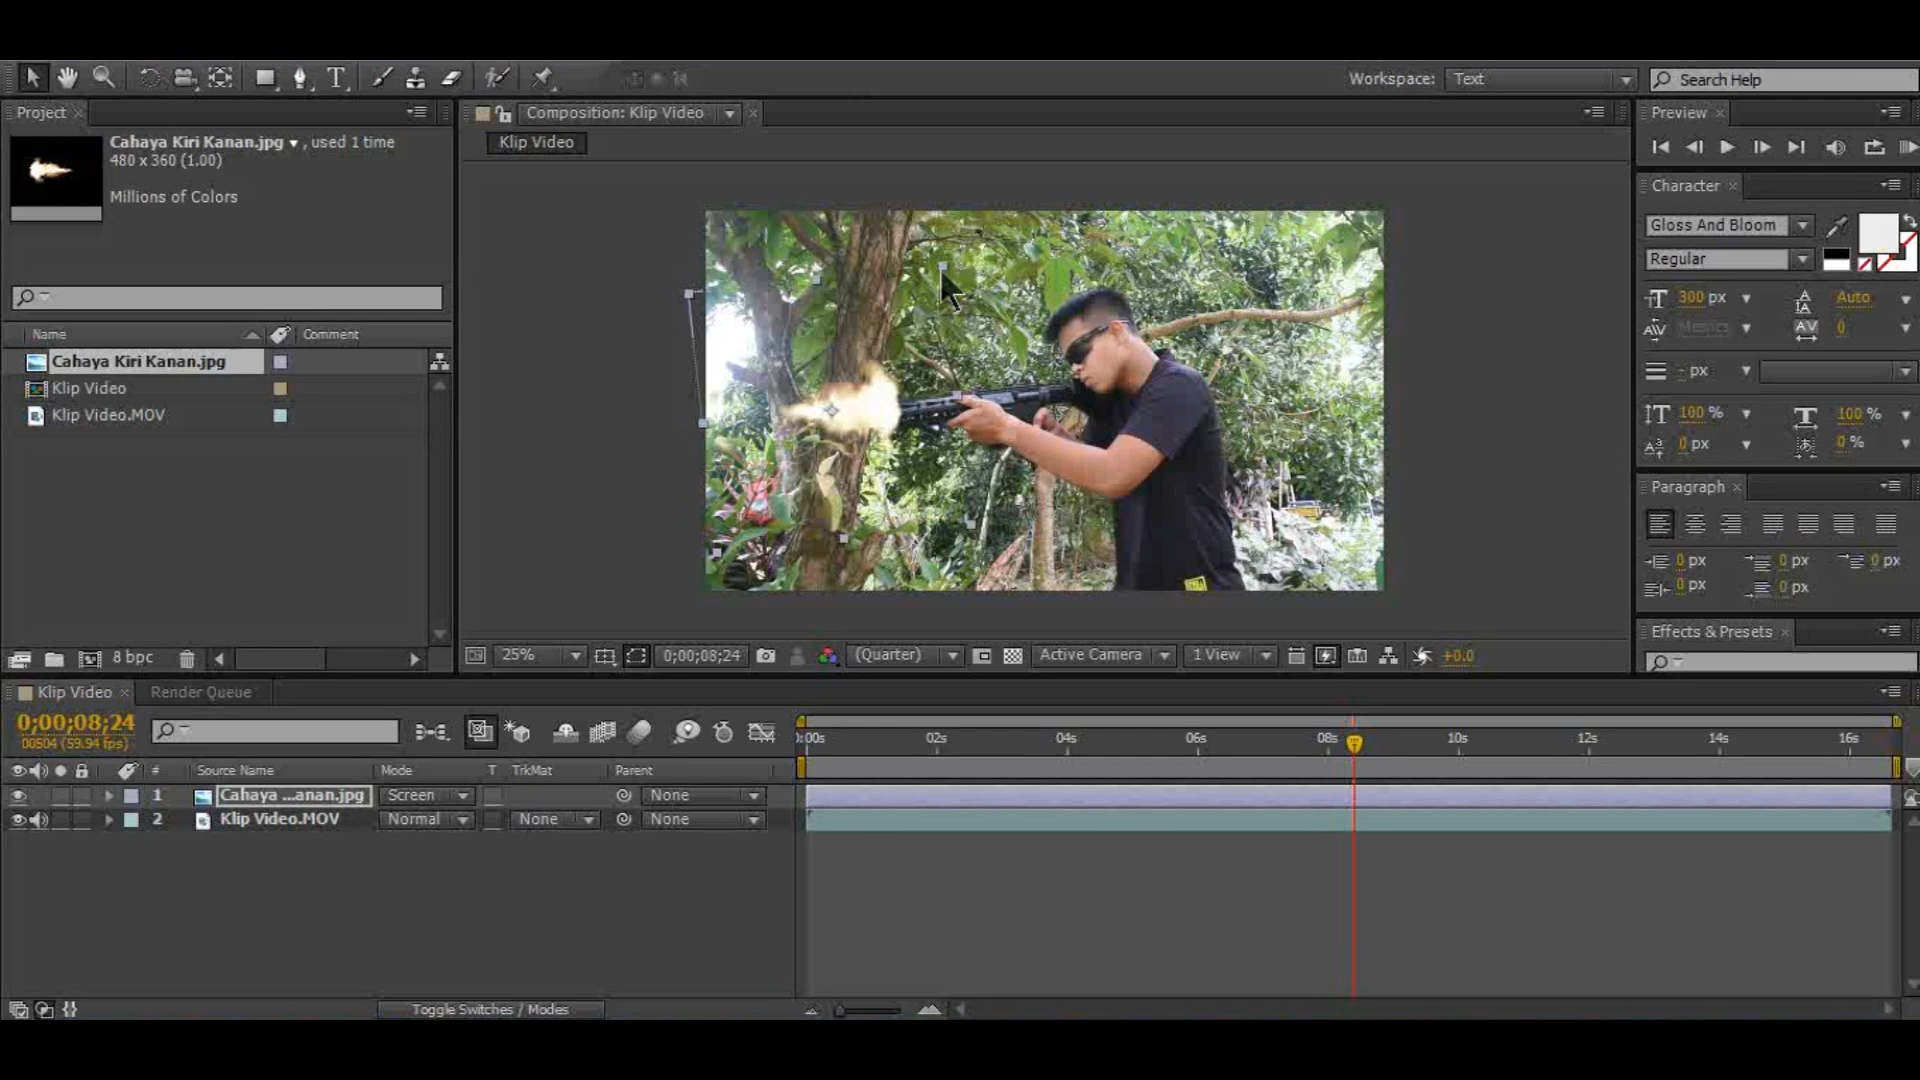 Workspace: Text
Search Help
Project
Composition: Klip Video
Preview
Klip Video
Cahaya Kiri Kanan.jpg , used 1 time
480 x 360 (1.00)
Millions of Colors
Character
Gloss And Bloom
Regular
300 px
Auto
Metrics
0
Name
Comment
Cahaya Kiri Kanan.jpg
Klip Video
Klip Video.MOV
- px
100 %
100 %
0 px
0 %
Paragraph
0 px
0 px
0 px
0 px
0 px
Effects & Presets
8 bpc
25%
0;00;08;24
(Quarter)
Active Camera
1 View
+0.0
Klip Video
Render Queue
0;00;08;24
00504 (59.94 fps)
:00s
02s
04s
06s
08s
10s
12s
14s
16s
#
Source Name
Mode
T
TrkMat
Parent
1
Cahaya ...anan.jpg
Screen
None
2
Klip Video.MOV
Normal
None
None
Toggle Switches / Modes